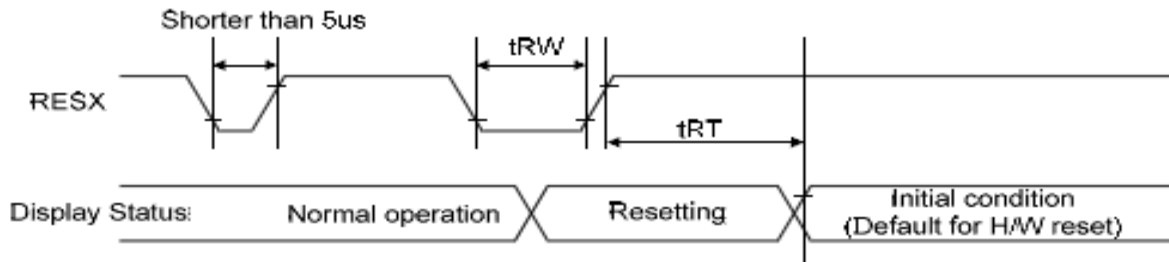 Shorter than 5us
tRW
RESX
tRT
Display Status:
Normal operation
Resetting
Initial condition
(Default for H/W reset)